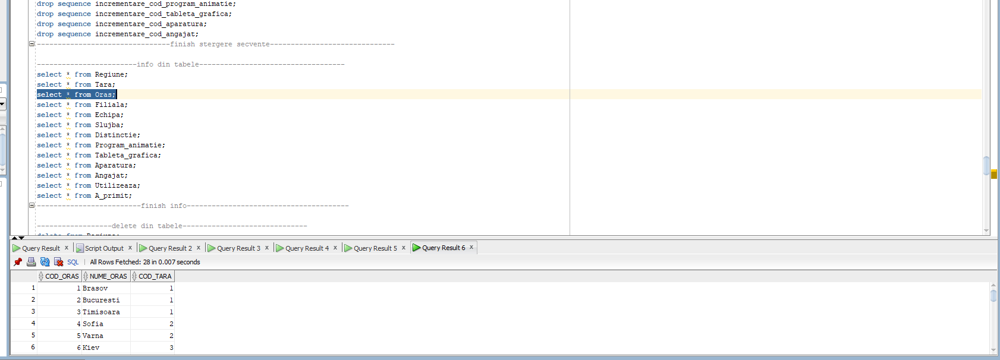 drop sequence incrementare_cod_program_animatie;
drop sequence incrementare_cod_tableta_grafica;
drop sequence incrementare_cod_aparatura;
drop sequence incrementare_cod_angajat;
--------------------------------finish stergere secvente------------------------------
------------------------info din tabele-----------------------------------
select * from Regiune;
select * from Tara;
select * from Oras;
select * from Filiala;
select * from Echipa;
select * from Slujba;
select * from Distinctie;
select * from Program_animatie;
select * from Tableta_grafica;
select * from Aparatura;
select * from Angajat;
select * from Utilizeaza;
select * from A_primit;
-------------------------finish info---------------------------------------
------------------delete din tabele------------------------------
Query Result x Script Output x Query Result 2 x Query Result 3 x Query Result 4 x Query Result 5 x Query Result 6 x
SQL | All Rows Fetched: 28 in 0.007 seconds
COD_ORAS NUME_ORAS COD_TARA
1 1 Brasov 1
2 2 Bucuresti 1
3 3 Timisoara 1
4 4 Sofia 2
5 5 Varna 2
6 6 Kiev 3